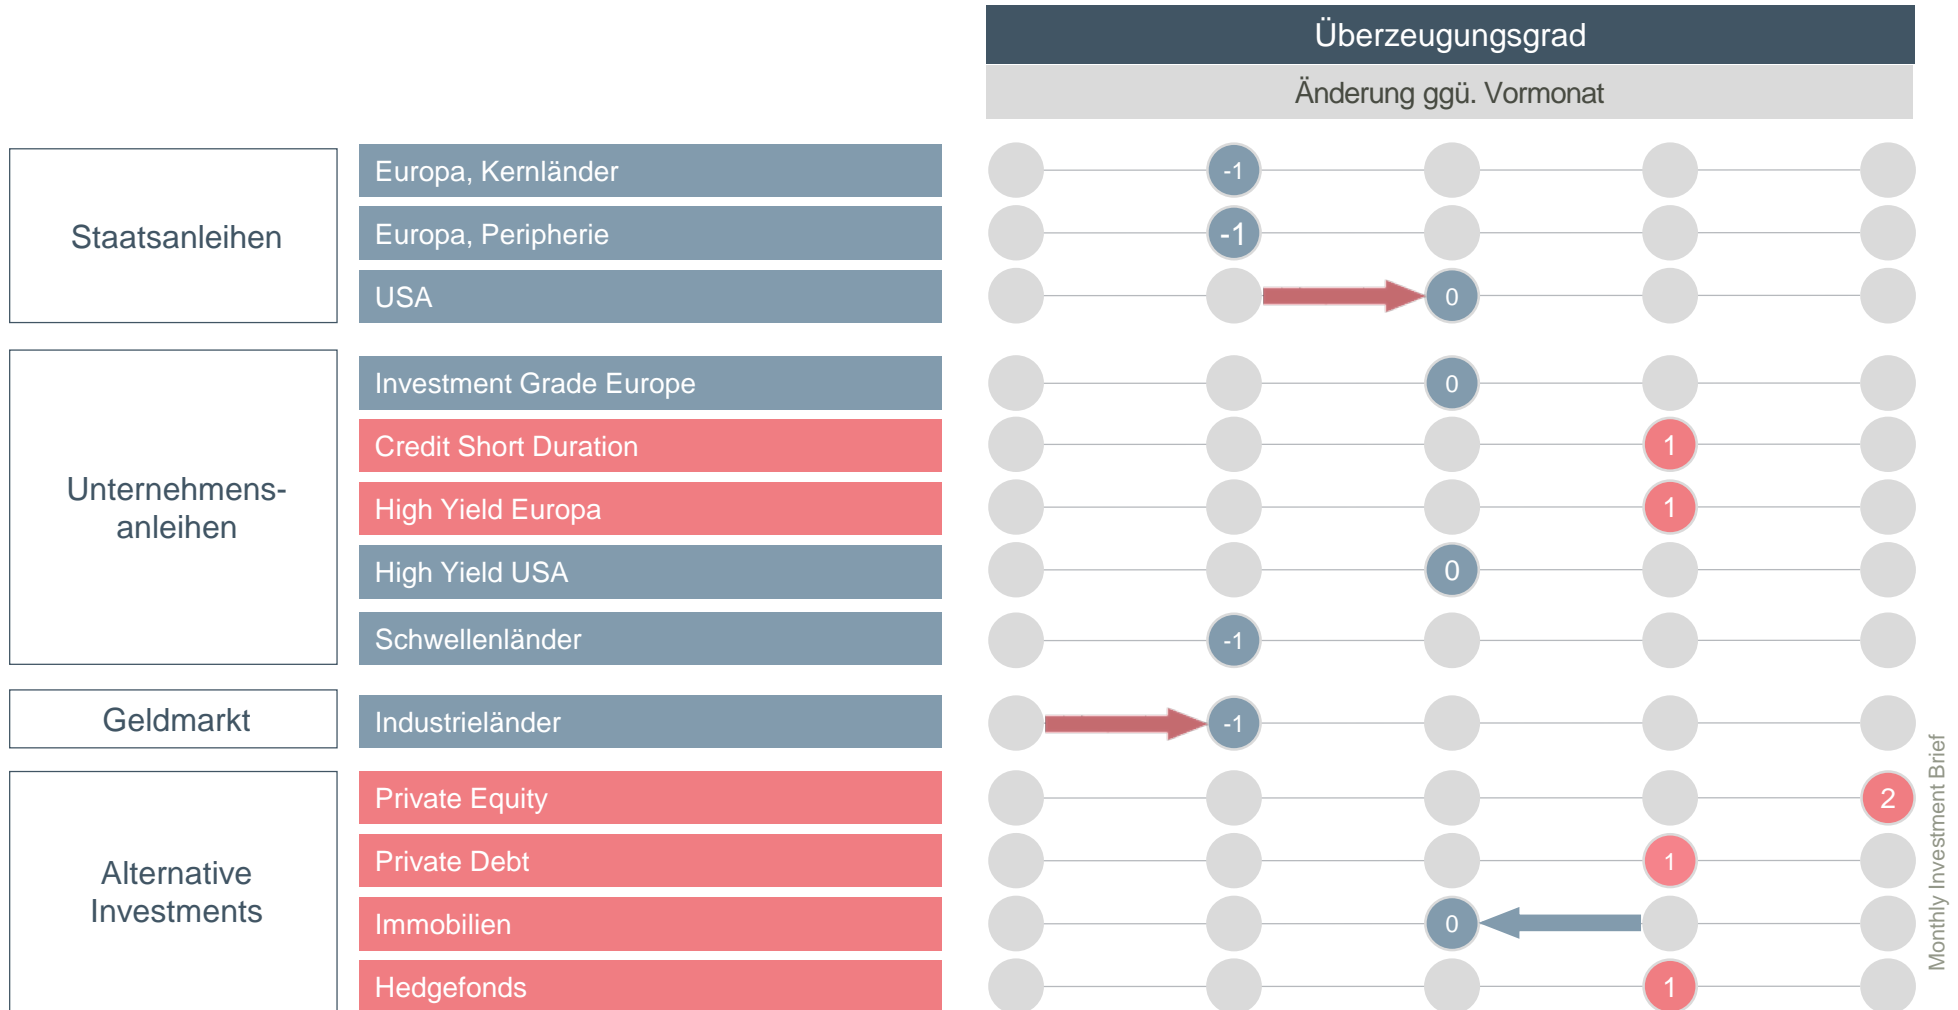 Überzeugungsgrad
Änderung ggü. Vormonat
Staatsanleihen
Europa, Kernländer
-1
Europa, Peripherie
-1
USA
0
Unternehmens-
anleihen
Investment Grade Europe
0
Credit Short Duration
1
High Yield Europa
1
High Yield USA
0
Schwellenländer
-1
Geldmarkt
Industrieländer
-1
Alternative
Investments
Private Equity
2
Private Debt
1
Immobilien
0
Hedgefonds
1
Monthly Investment Brief